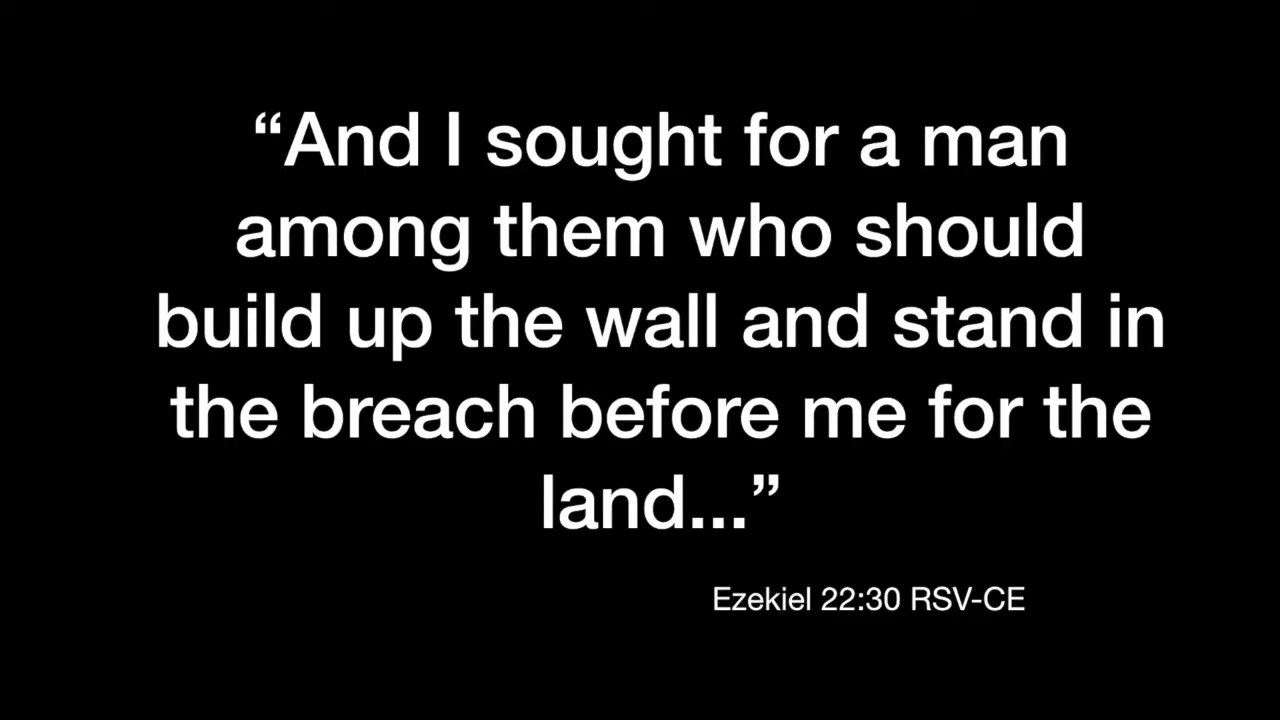 “And I sought for a man
among them who should
build up the wall and stand in
the breach before me for the
land...”
Ezekiel 22:30 RSV-CE